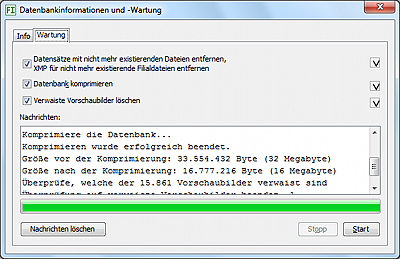 FI Datenbankinformationen und -Wartung
Info Wartung
Datensätze mit nicht mehr existierenden Dateien entfernen,
XMP für nicht mehr existierende Filialdateien entfernen
Datenbank komprimieren
Verwaiste Vorschaubilder löschen
Nachrichten:
Komprimiere die Datenbank...
Komprimieren wurde erfolgreich beendet.
Größe vor der Komprimierung: 33.554.432 Byte (32 Megabyte)
Größe nach der Komprimierung: 16.777.216 Byte (16 Megabyte)
Überprüfe, welche der 15.861 Vorschaubilder verwaist sind
Nachrichten löschen Stopp Start